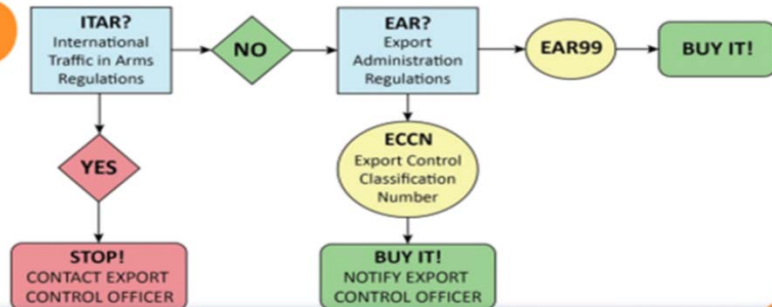 ITAR?
International
Traffic in Arms
Regulations
NO
EAR?
Export
Administration
Regulations
EAR99
BUY IT!
YES
ECCN
Export Control
Classification
Number
STOP!
CONTACT EXPORT
CONTROL OFFICER
BUY IT!
NOTIFY EXPORT
CONTROL OFFICER